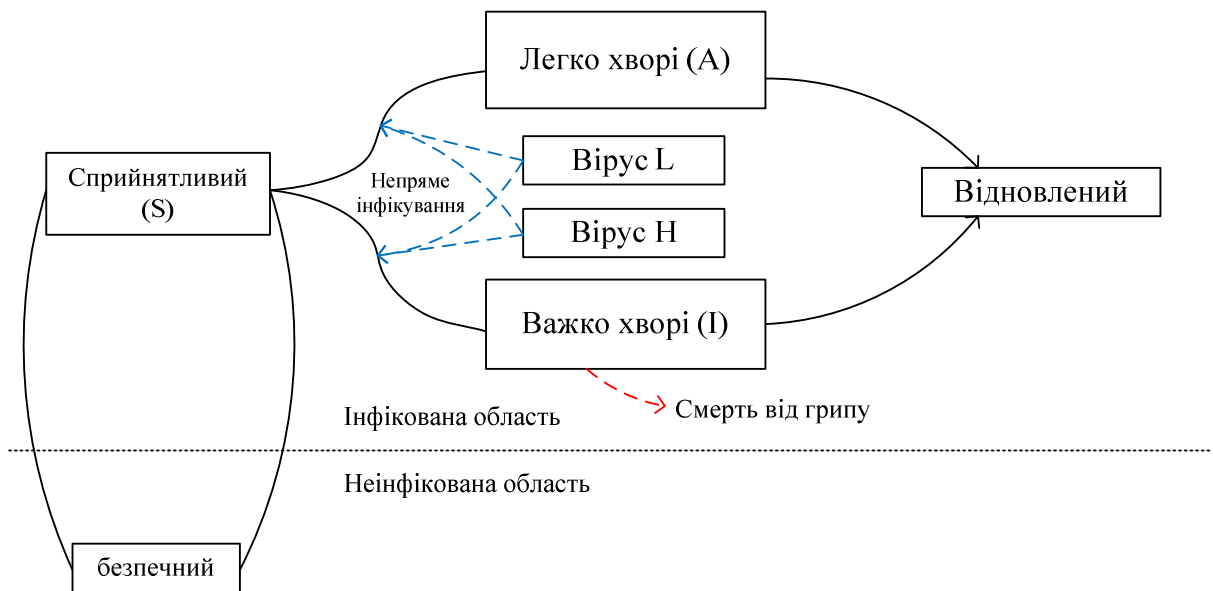 Легко хворі (А)
Вірус L
Сприйнятливий
(S)
Непряме
інфікування
Відновлений
Вірус H
Важко хворі (I)
Смерть від грипу
Інфікована область
Неінфікована область
безпечний